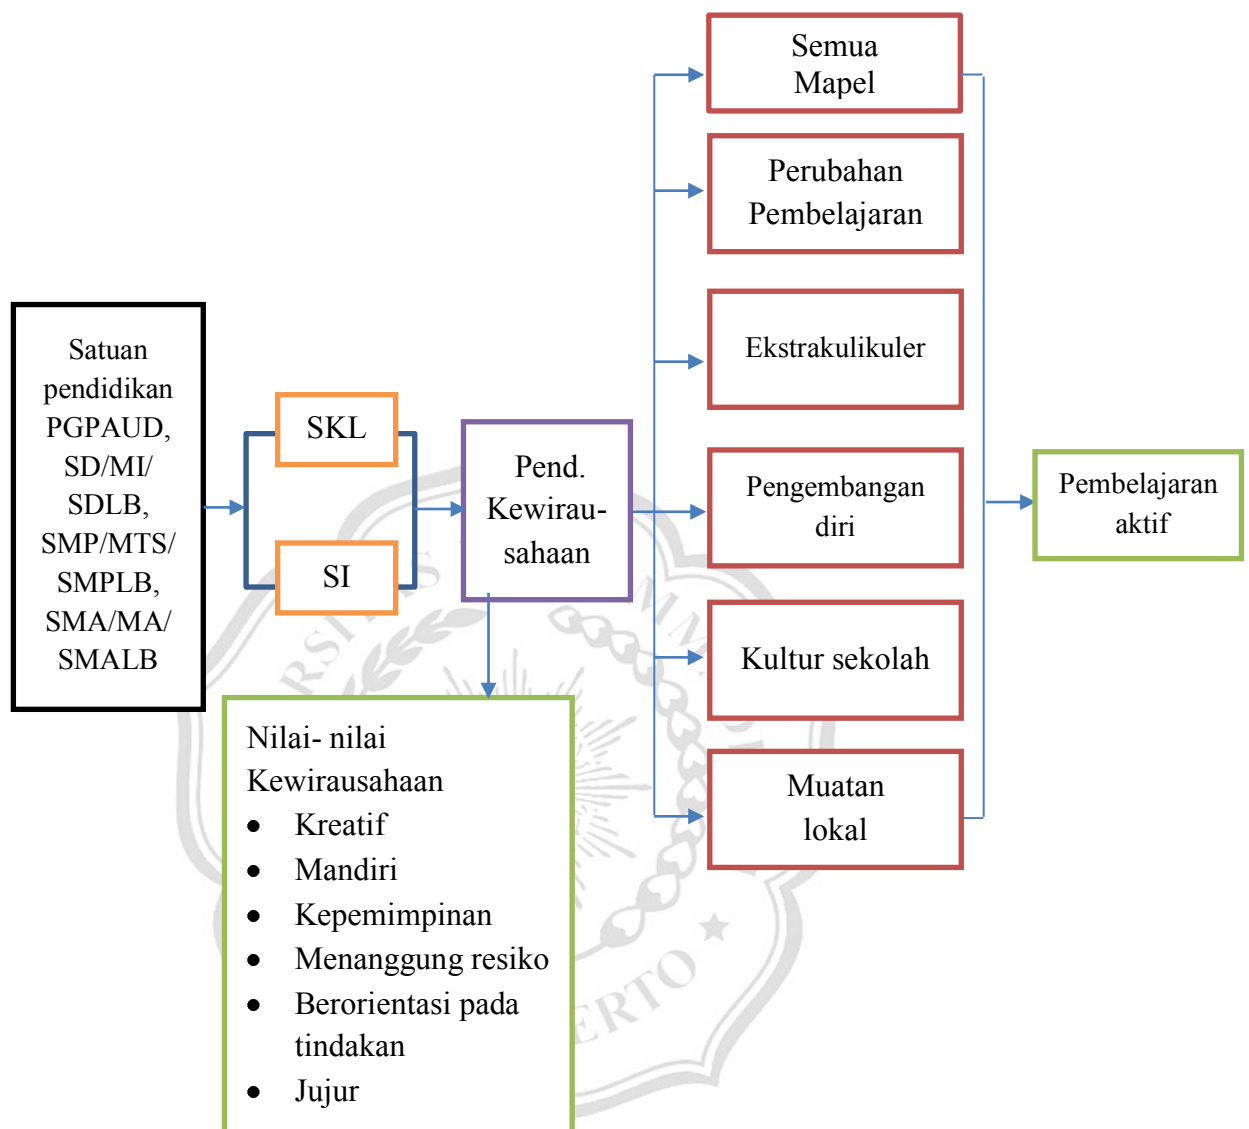 Semua
Mapel
Perubahan
Pembelajaran
Ekstrakulikuler
Satuan
pendidikan
PGPAUD,
SD/MI/
SDLB,
SMP/MTS/
SMPLB,
SMA/MA/
SMALB
SKL
SI
Pend.
Kewirau-
sahaan
Pengembangan
diri
Pembelajaran
aktif
Kultur sekolah
Muatan
lokal
Nilai- nilai
Kewirausahaan
• Kreatif
• Mandiri
• Kepemimpinan
• Menanggung resiko
• Berorientasi pada
tindakan
• Jujur